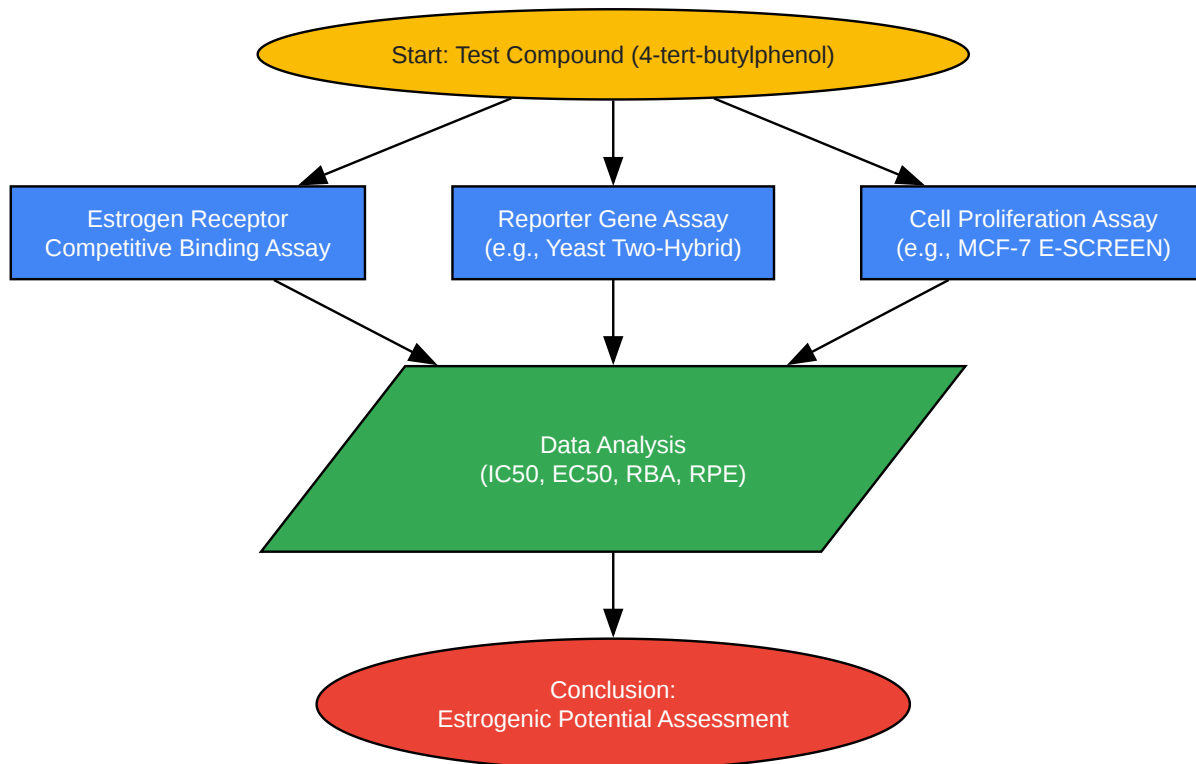 Start: Test Compound (4-tert-butylphenol)
Estrogen Receptor
Competitive Binding Assay
Reporter Gene Assay
(e.g., Yeast Two-Hybrid)
Cell Proliferation Assay
(e.g., MCF-7 E-SCREEN)
Data Analysis
(IC50, EC50, RBA, RPE)
Conclusion:
Estrogenic Potential Assessment